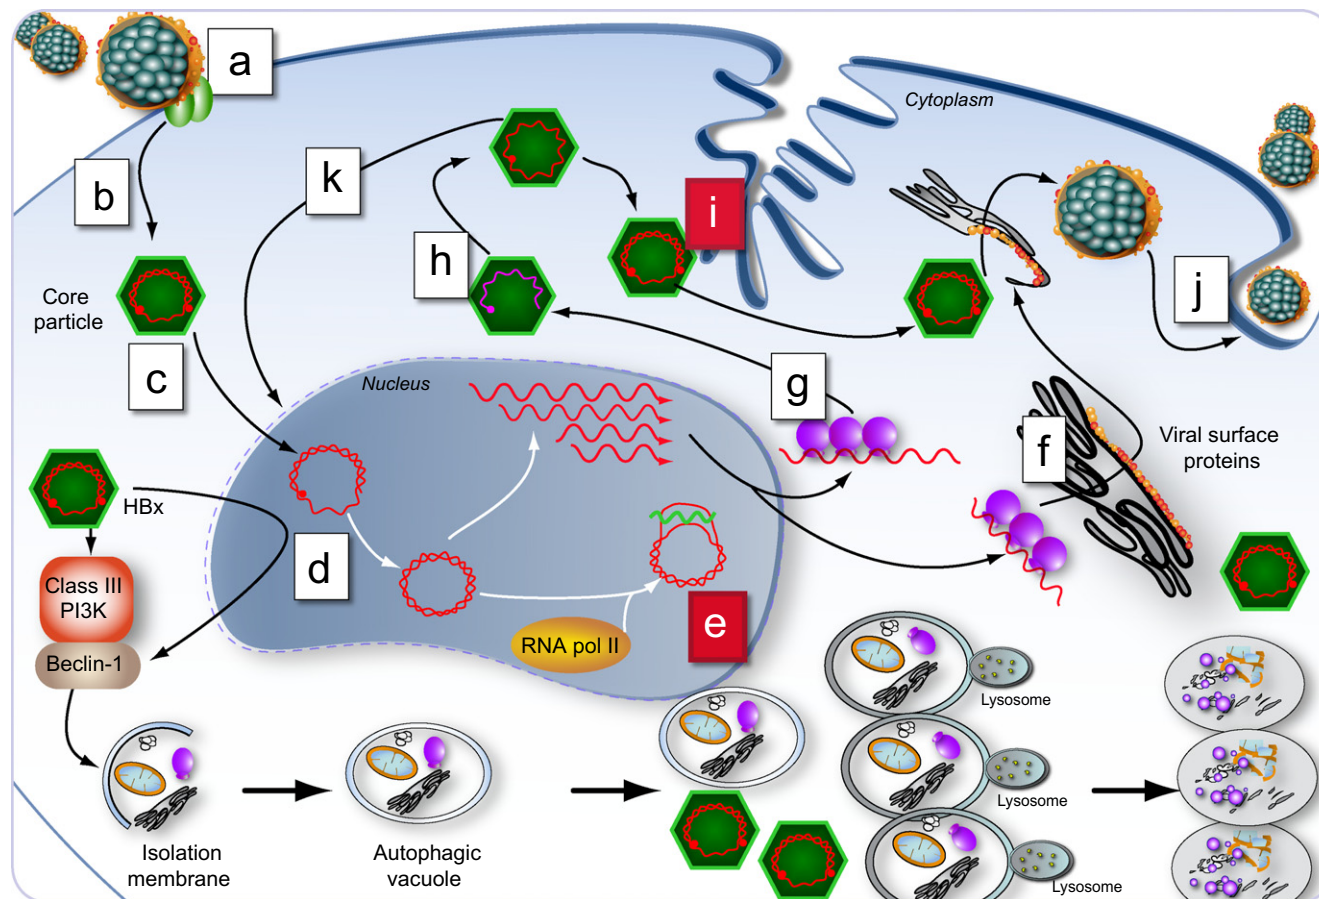 a
Cytoplasm
b
k
i
h
j
Core
particle
c
Nucleus
g
f
Viral surface
proteins
HBx
d
Class III
PI3K
e
RNA pol II
Beclin-1
Lysosome
Lysosome
Lysosome
Isolation
membrane
Autophagic
vacuole